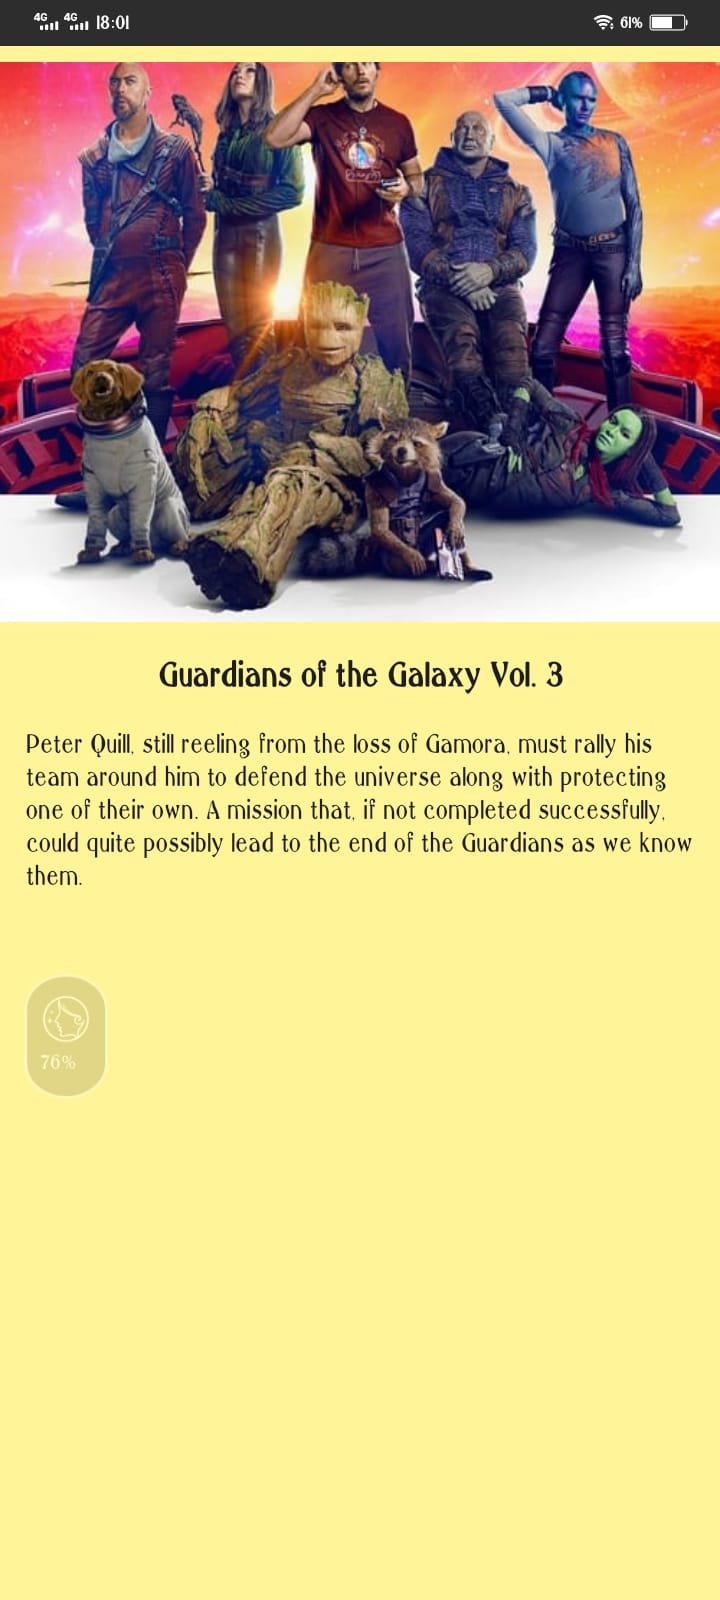 4G 4G 18:01 61%
Guardians of the Galaxy Vol. 3
Peter Quill, still reeling from the loss of Gamora, must rally his
team around him to defend the universe along with protecting
one of their own. A mission that, if not completed successfully,
could quite possibly lead to the end of the Guardians as we know
them.
76%